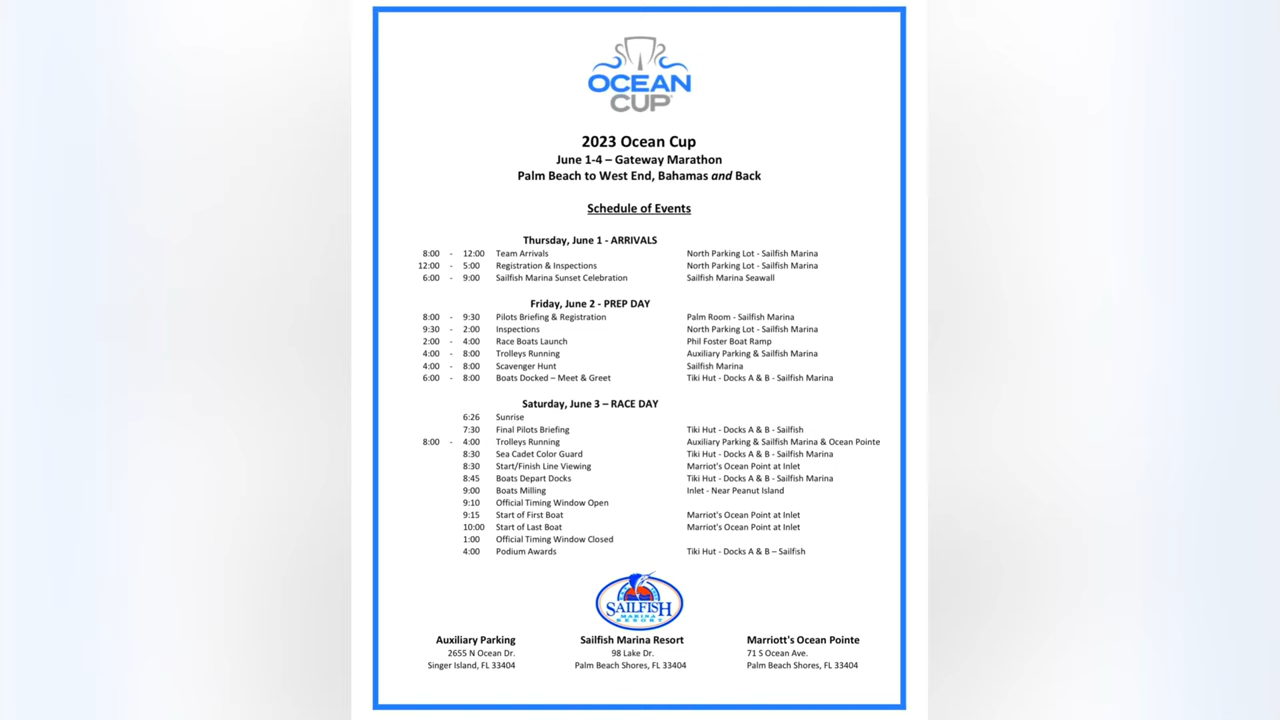 OCEAN
CUP
2023 Ocean Cup
June 1-4 – Gateway Marathon
Palm Beach to West End, Bahamas and Back
Schedule of Events
Thursday, June 1 - ARRIVALS
8:00 - 12:00 Team Arrivals North Parking Lot - Sailfish Marina
12:00 - 5:00 Registration & Inspections North Parking Lot - Sailfish Marina
6:00 - 9:00 Sailfish Marina Sunset Celebration Sailfish Marina Seawall
Friday, June 2 - PREP DAY
8:00 - 9:30 Pilots Briefing & Registration Palm Room - Sailfish Marina
9:30 - 2:00 Inspections North Parking Lot - Sailfish Marina
2:00 - 4:00 Race Boats Launch Phil Foster Boat Ramp
4:00 - 8:00 Trolleys Running Auxiliary Parking & Sailfish Marina
4:00 - 8:00 Scavenger Hunt Sailfish Marina
6:00 - 8:00 Boats Docked – Meet & Greet Tiki Hut - Docks A & B - Sailfish Marina
Saturday, June 3 – RACE DAY
6:26 Sunrise
7:30 Final Pilots Briefing Tiki Hut - Docks A & B - Sailfish
8:00 - 4:00 Trolleys Running Auxiliary Parking & Sailfish Marina & Ocean Pointe
8:30 Sea Cadet Color Guard Tiki Hut - Docks A & B - Sailfish Marina
8:30 Start/Finish Line Viewing Marriot's Ocean Point at Inlet
8:45 Boats Depart Docks Tiki Hut - Docks A & B - Sailfish Marina
9:00 Boats Milling Inlet - Near Peanut Island
9:10 Official Timing Window Open
9:15 Start of First Boat Marriot's Ocean Point at Inlet
10:00 Start of Last Boat Marriot's Ocean Point at Inlet
1:00 Official Timing Window Closed
4:00 Podium Awards Tiki Hut - Docks A & B – Sailfish
SAILFISH
MARINA
RESORT
Auxiliary Parking Sailfish Marina Resort Marriott's Ocean Pointe
2655 N Ocean Dr. 98 Lake Dr. 71 S Ocean Ave.
Singer Island, FL 33404 Palm Beach Shores, FL 33404 Palm Beach Shores, FL 33404